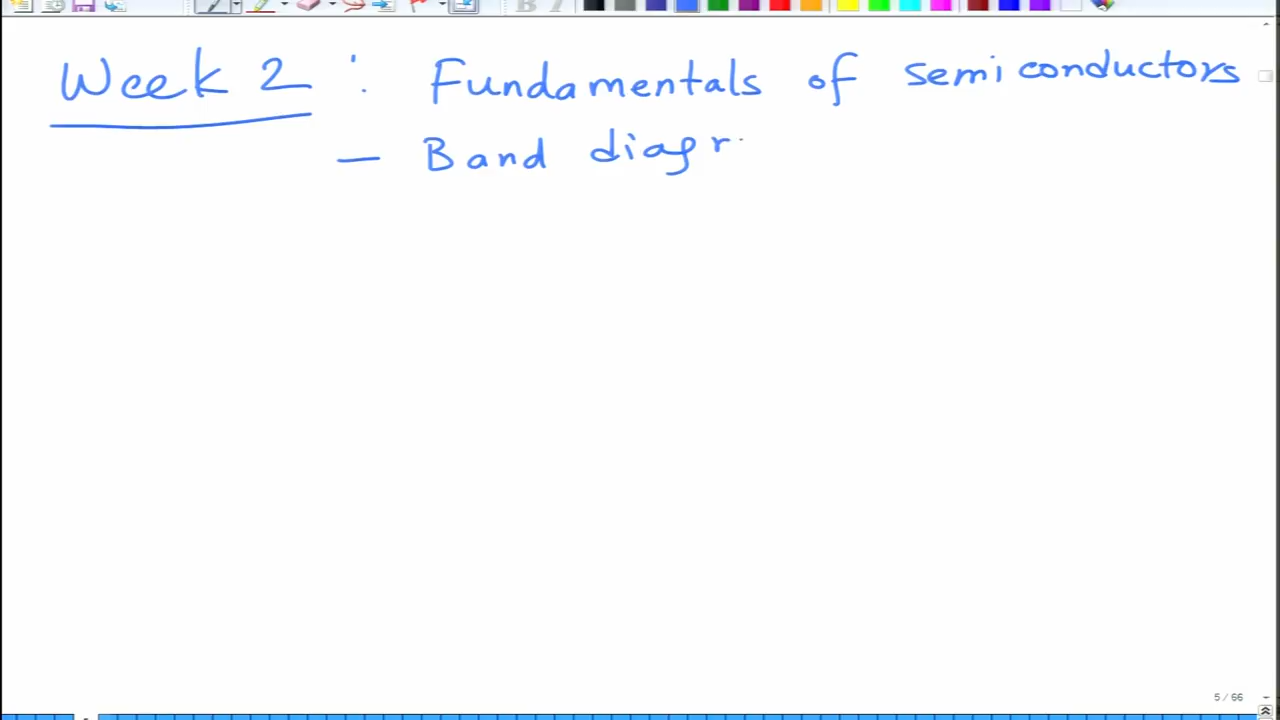 Week 2 : Fundamentals of semiconductors
— Band diagr
5 / 66